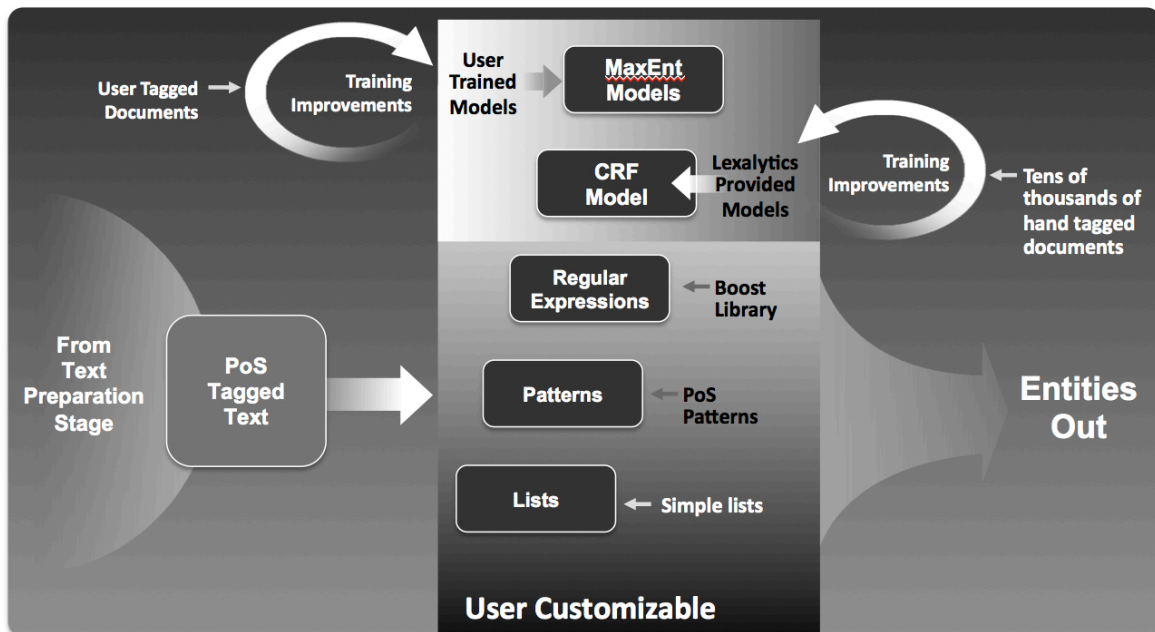 User Tagged
Documents
Training
Improvements
User
Trained
Models
MaxEnt
Models
CRF
Model
Lexalytics
Provided
Models
Training
Improvements
Tens of
thousands of
hand tagged
documents
Regular
Expressions
Boost
Library
From
Text
Preparation
Stage
PoS
Tagged
Text
Patterns
PoS
Patterns
Entities
Out
Lists
Simple lists
User Customizable